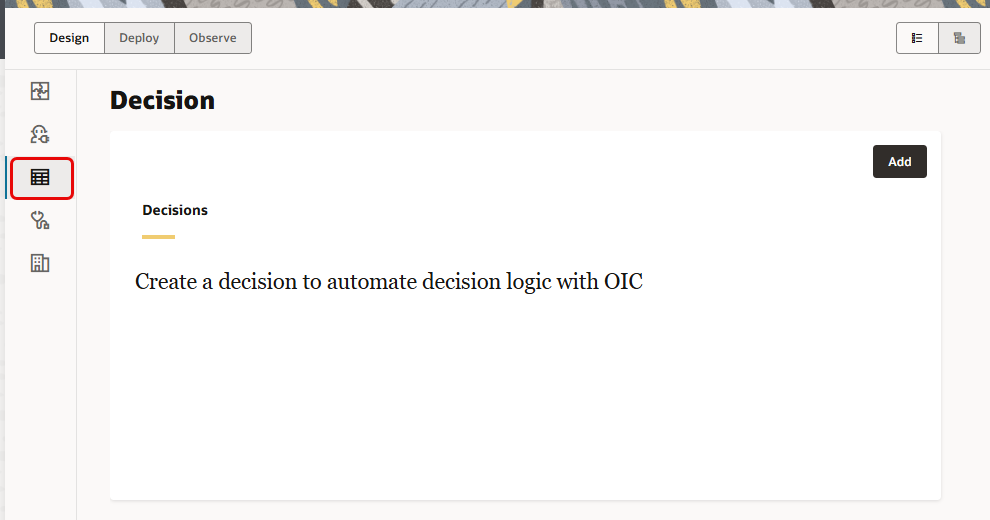 Design Deploy Observe
Decision
Add
Decisions
Create a decision to automate decision logic with OIC